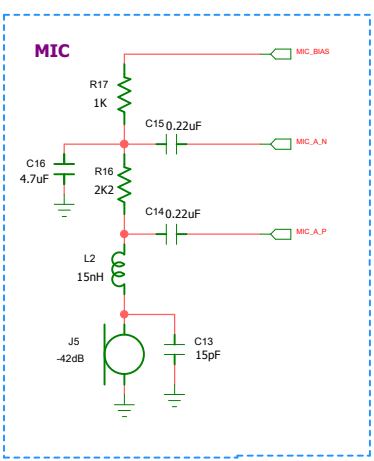 MIC
MIC_BIAS
R17
1K
C15 0.22uF
MIC_A_N
C16
4.7uF
R16
2K2
C14 0.22uF
MIC_A_P
L2
15nH
J5
-42dB
C13
15pF